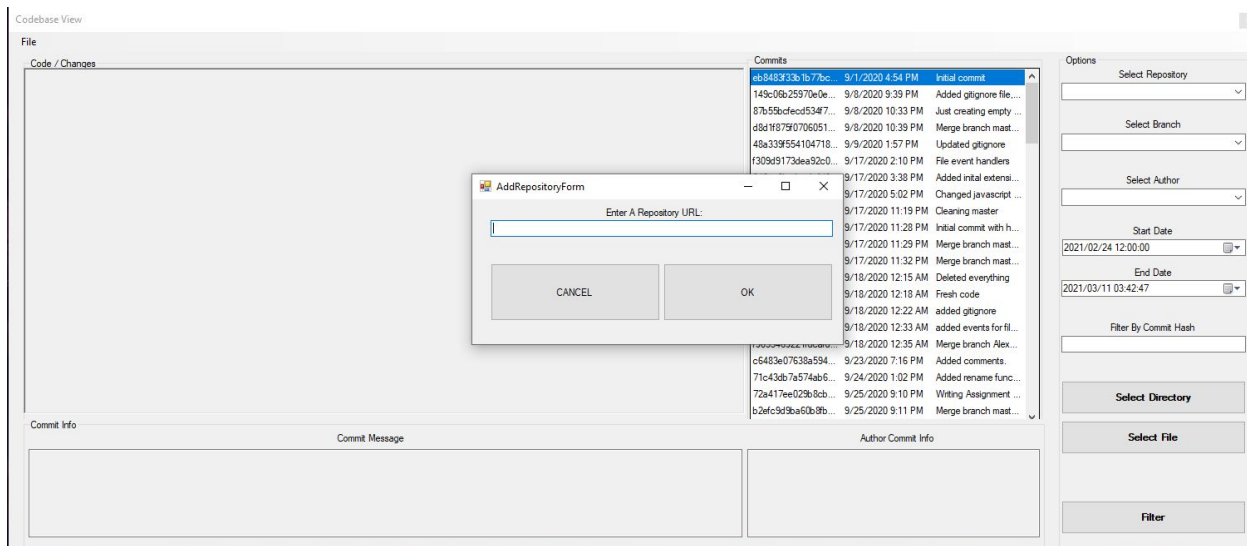 Codebase View
File
Code / Changes
Commits
eb8483f33b1b77bc... 9/1/2020 4:54 PM Initial commit
149c06b25970e0e... 9/8/2020 9:39 PM Added gitignore file,...
87b55bcfecd534f7... 9/8/2020 10:33 PM Just creating empty ...
d8d1f875f0706051... 9/8/2020 10:39 PM Merge branch mast...
48a339f554104718... 9/9/2020 1:57 PM Updated gitignore
f309d9173dea92c0... 9/17/2020 2:10 PM File event handlers
9/17/2020 3:38 PM Added inital extensi...
9/17/2020 5:02 PM Changed javascript ...
9/17/2020 11:19 PM Cleaning master
9/17/2020 11:28 PM Initial commit with h...
9/17/2020 11:29 PM Merge branch mast...
9/17/2020 11:32 PM Merge branch mast...
9/18/2020 12:15 AM Deleted everything
9/18/2020 12:18 AM Fresh code
9/18/2020 12:22 AM added gitignore
9/18/2020 12:33 AM added events for fil...
9/18/2020 12:35 AM Merge branch Alex...
c6483e07638a594... 9/23/2020 7:16 PM Added comments.
71c43db7a574ab6... 9/24/2020 1:02 PM Added rename func...
72a417ee029b8cb... 9/25/2020 9:10 PM Writing Assignment ...
b2efc9d9ba60b8fb... 9/25/2020 9:11 PM Merge branch mast...
AddRepositoryForm
Enter A Repository URL:
CANCEL
OK
Options
Select Repository
Select Branch
Select Author
Start Date
2021/02/24 12:00:00
End Date
2021/03/11 03:42:47
Filter By Commit Hash
Select Directory
Select File
Filter
Commit Info
Commit Message
Author Commit Info